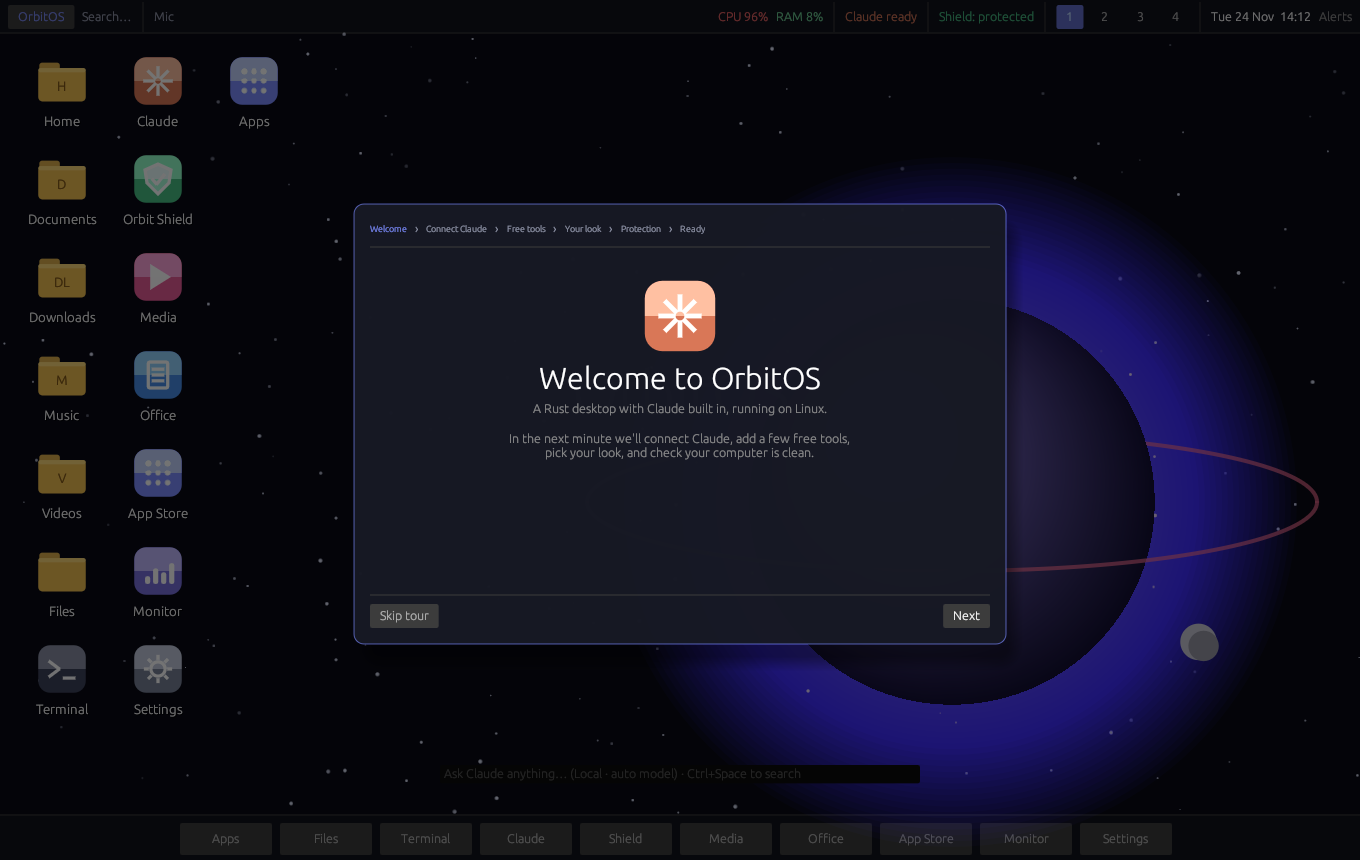 OrbitOS Search... Mic CPU 96% RAM 8% Claude ready Shield: protected 1 2 3 4 Tue 24 Nov 14:12 Alerts
H
Home Claude Apps
D
Documents Orbit Shield
DL
Downloads Media
M
Music Office
V
Videos App Store
Files Monitor
Terminal Settings
Welcome › Connect Claude › Free tools › Your look › Protection › Ready
Welcome to OrbitOS
A Rust desktop with Claude built in, running on Linux.
In the next minute we'll connect Claude, add a few free tools,
pick your look, and check your computer is clean.
Skip tour Next
Ask Claude anything... (Local · auto model) · Ctrl+Space to search
Apps Files Terminal Claude Shield Media Office App Store Monitor Settings